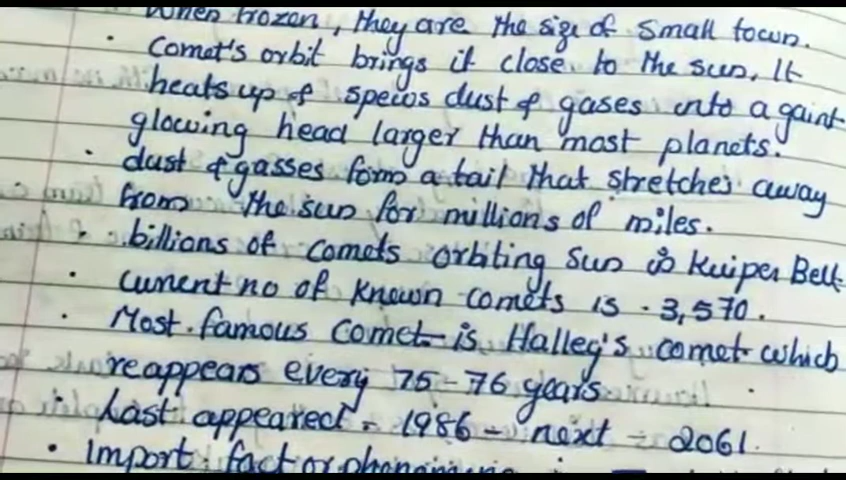 When frozen, they are the size of small town.
• Comet's orbit brings it close to the sun. It
heats up & spews dust & gases into a gaint
glowing head larger than most planets.
• dust & gasses form a tail that stretches away
from the sun for millions of miles.
• billions of comets orbiting Sun in Kuiper Belt.
• current no of known comets is 3,570.
• Most famous Comet is Halley's comet which
reappears every 75-76 years
• Last appeared - 1986 - next - 2061.
• Import fact or